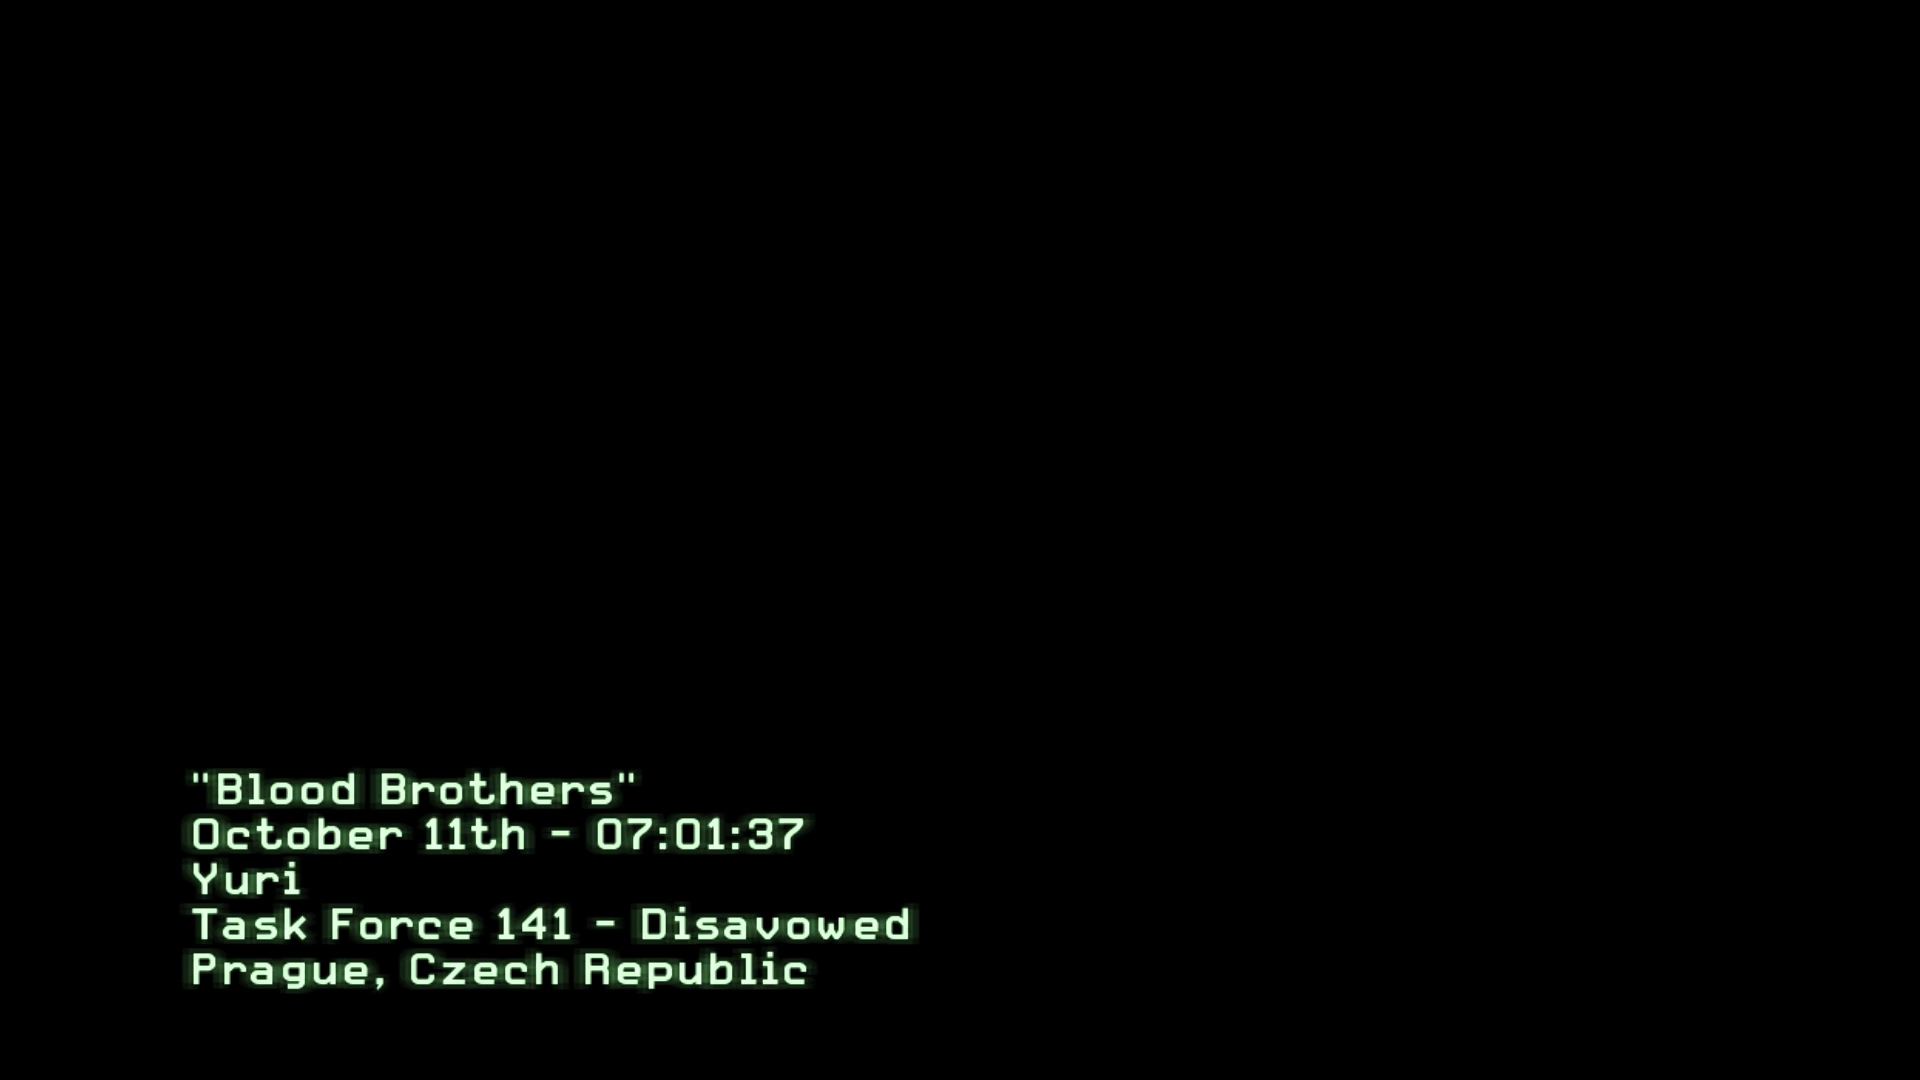 "Blood Brothers"
October 11th - 07:01:37
Yuri
Task Force 141 - Disavowed
Prague, Czech Republic